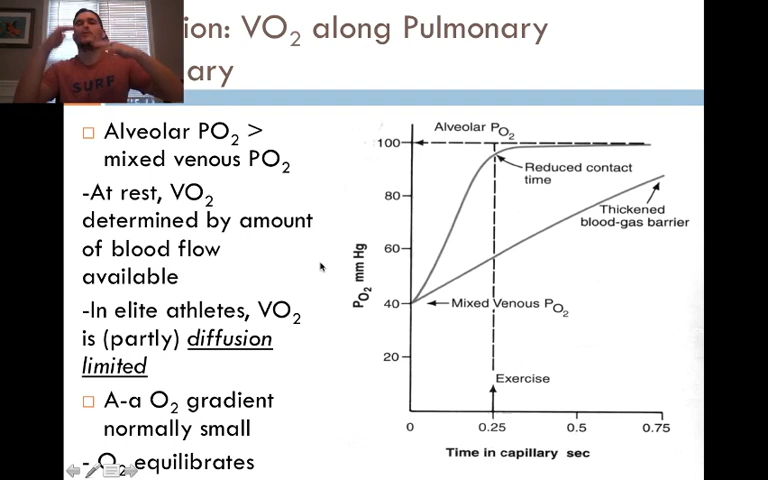 ion: VO2 along Pulmonary
ary
SURF
Alveolar PO2 >
mixed venous PO2
-At rest, VO2
determined by amount
of blood flow
available
-In elite athletes, VO2
is (partly) diffusion
limited
A-a O2 gradient
normally small
- O2 equilibrates
Alveolar PO2
100
Reduced contact
time
80
Thickened
blood-gas barrier
60
PO2 mm Hg
40
Mixed Venous PO2
20
Exercise
0 0.25 0.5 0.75
Time in capillary sec